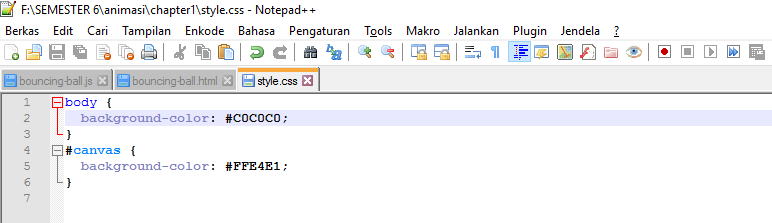 F:\SEMESTER 6\animasi\chapter1\style.css - Notepad++
Berkas Edit Cari Tampilan Enkode Bahasa Pengaturan Tools Makro Jalankan Plugin Jendela ?
bouncing-ball.js bouncing-ball.html style.css
1 body {
2 background-color: #C0C0C0;
3 }
4 #canvas {
5 background-color: #FFE4E1;
6 }
7